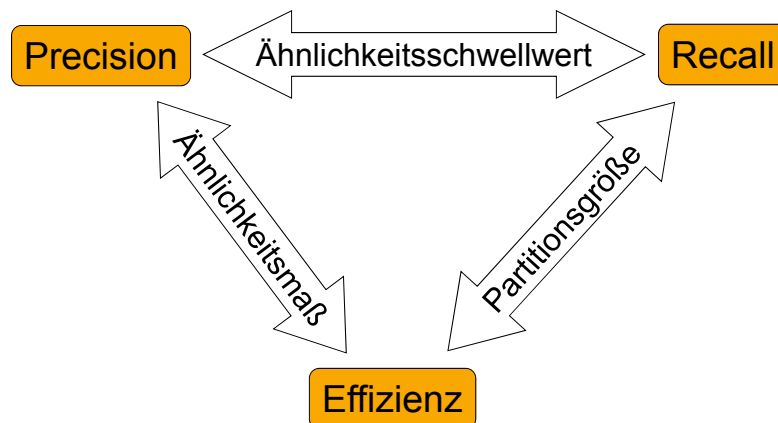 Precision
Ähnlichkeitsschwellwert
Recall
Ähnlichkeitsmaß
Partitionsgröße
Effizienz